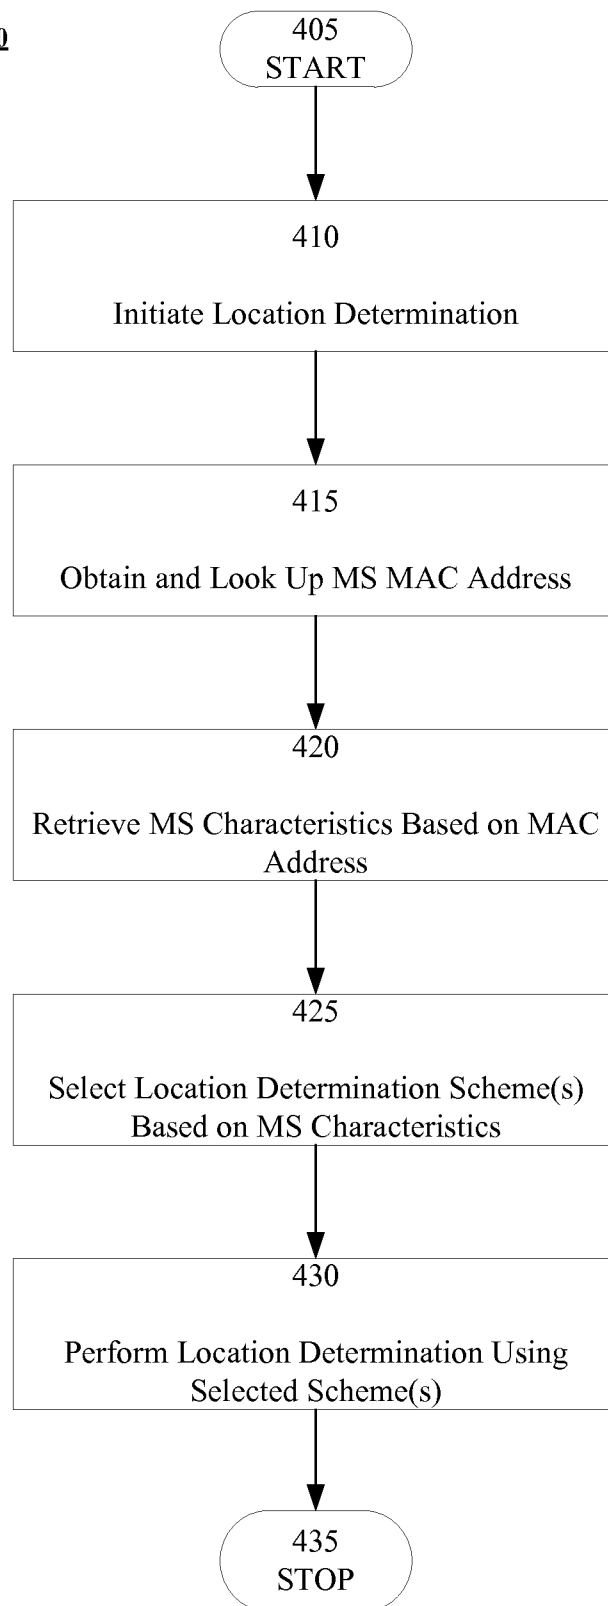 405
START
410
Initiate Location Determination
415
Obtain and Look Up MS MAC Address
420
Retrieve MS Characteristics Based on MAC
Address
425
Select Location Determination Scheme(s)
Based on MS Characteristics
430
Perform Location Determination Using
Selected Scheme(s)
435
STOP